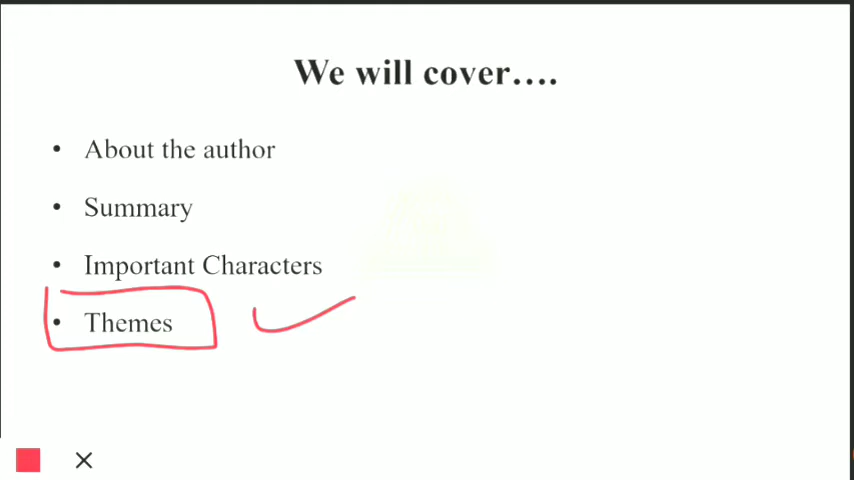 We will cover....
• About the author
• Summary
• Important Characters
• Themes